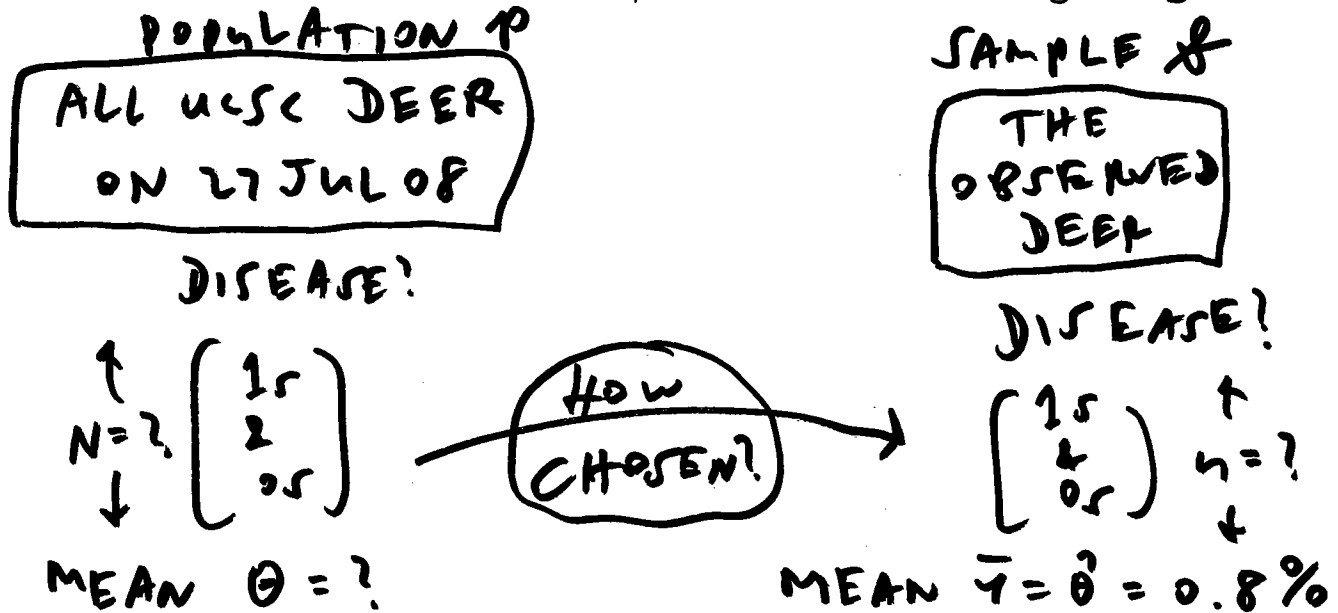 POPULATION P
ALL UCSC DEER
ON 27 JUL 08
DISEASE?
↑
N=?
↓
1s
&
0s
MEAN θ = ?
HOW
CHOSEN?
SAMPLE S
THE
OBSERVED
DEER
DISEASE?
1s
&
0s
↑
n=?
↓
MEAN ȳ = θ̂ = 0.8%